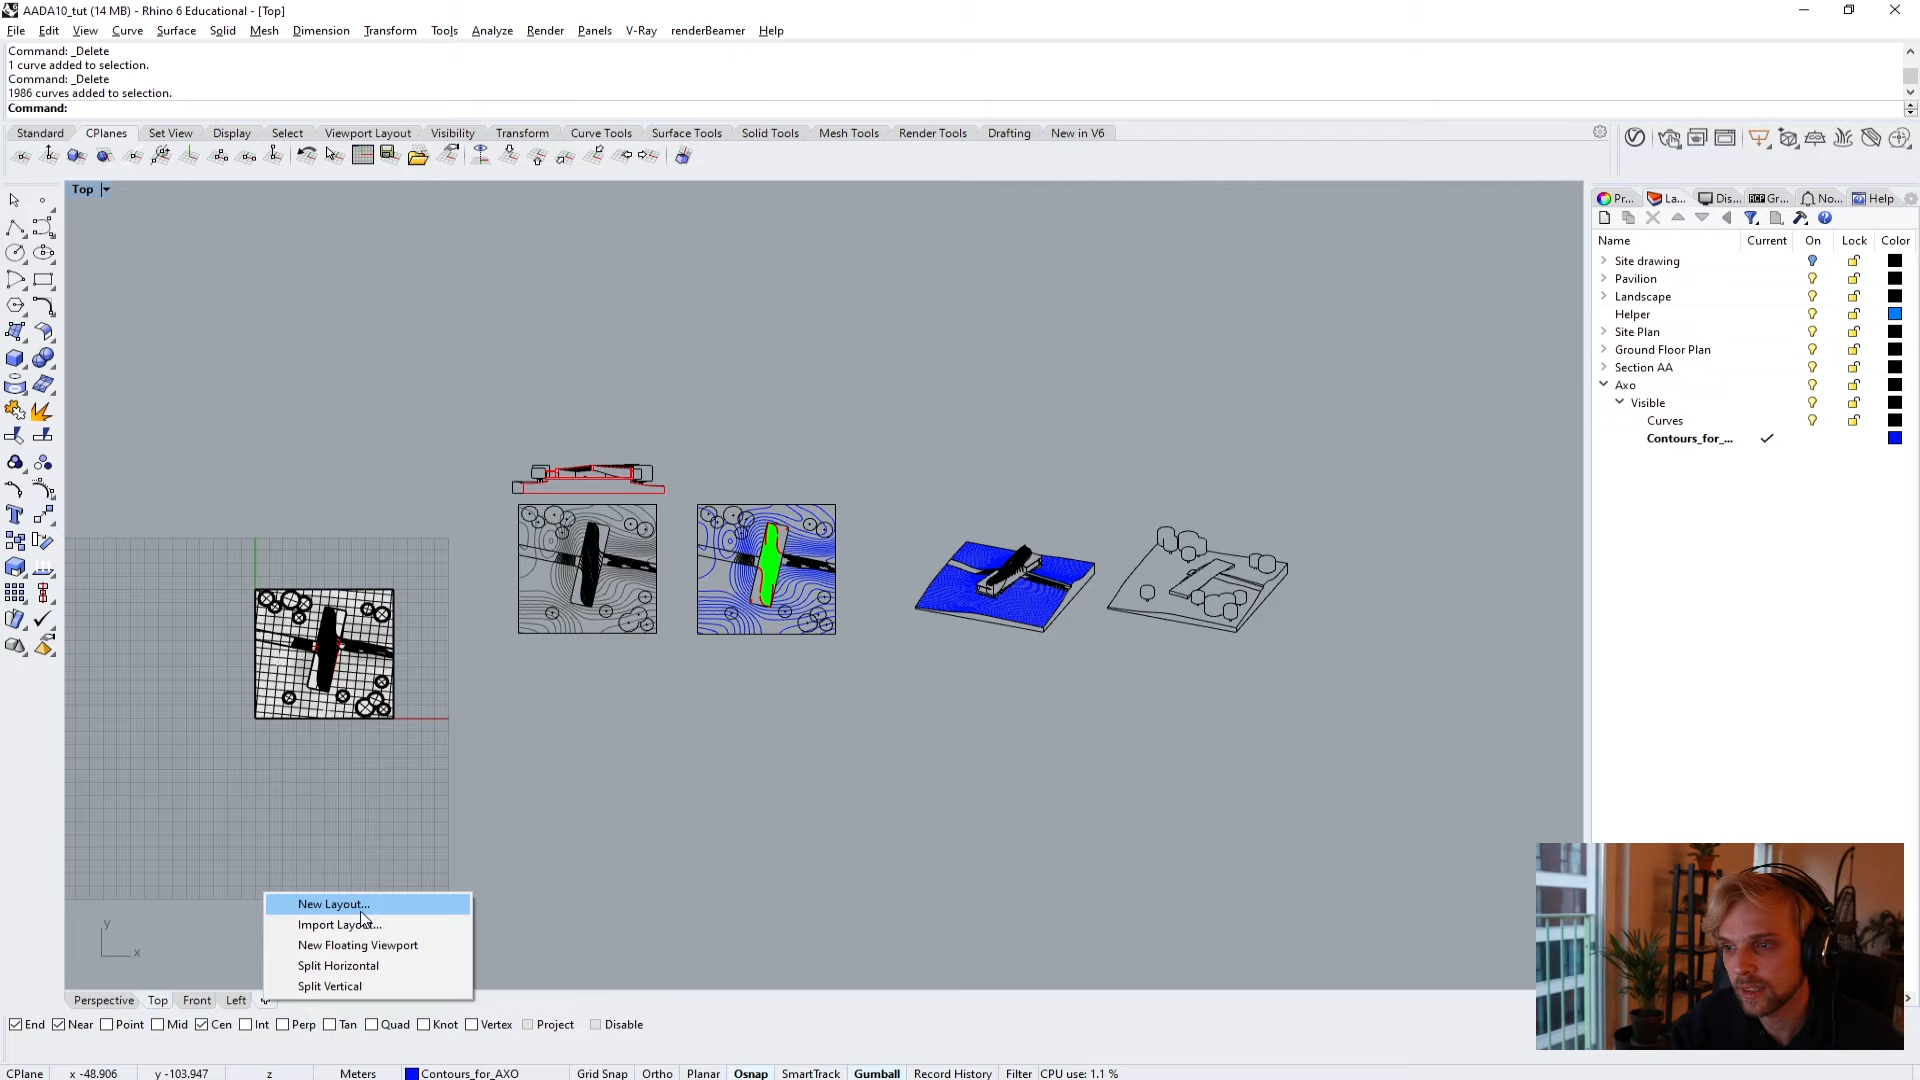 AADA10_tut (14 MB) - Rhino 6 Educational - [Top]
File Edit View Curve Surface Solid Mesh Dimension Transform Tools Analyze Render Panels V-Ray renderBeamer Help
Command: _Delete
1 curve added to selection.
Command: _Delete
1986 curves added to selection.
Command:
Standard CPlanes Set View Display Select Viewport Layout Visibility Transform Curve Tools Surface Tools Solid Tools Mesh Tools Render Tools Drafting New in V6
Top
Pr... La... Dis... Gr... No... Help
Name Current On Lock Color
Site drawing
Pavilion
Landscape
Helper
Site Plan
Ground Floor Plan
Section AA
Axo
Visible
Curves
Contours_for_...
y
x
New Layout...
Import Layout...
New Floating Viewport
Split Horizontal
Split Vertical
Perspective Top Front Left
End Near Point Mid Cen Int Perp Tan Quad Knot Vertex Project Disable
CPlane x -48.906 y -103.947 z Meters Contours_for_AXO Grid Snap Ortho Planar Osnap SmartTrack Gumball Record History Filter CPU use: 1.1 %